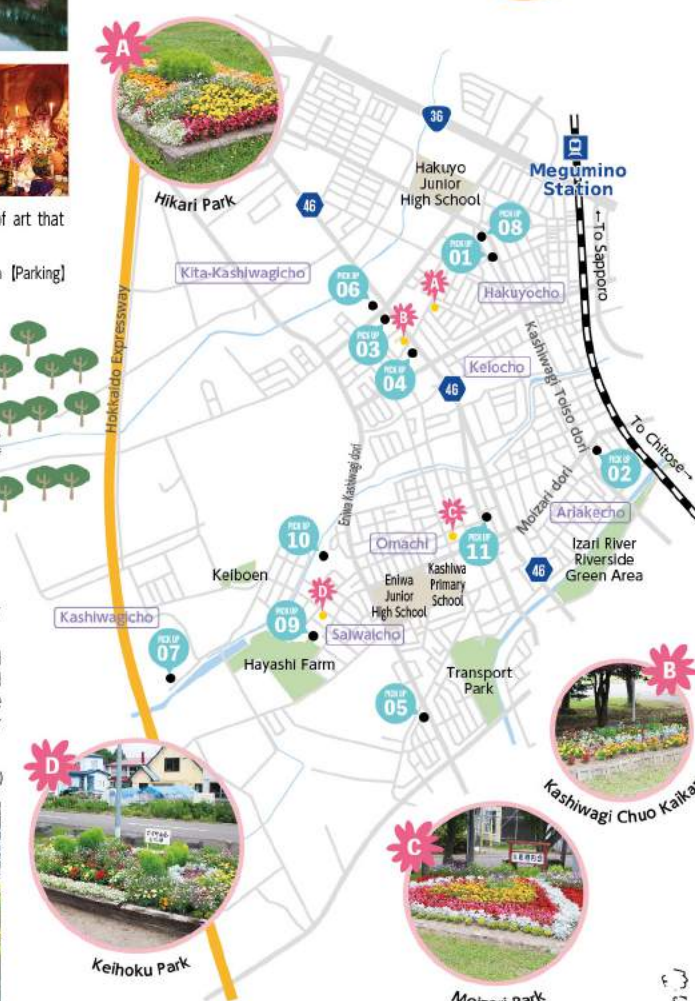 A
Hikari Park
of art that
【Parking】
36
46
Hakuyo
Junior
High School
Megumino
Station
←To Sapporo
PICK UP
08
PICK UP
01
A
Kita-Kashiwagicho
Hakuyocho
PICK UP
06
B
PICK UP
03
PICK UP
04
Keiocho
46
Kashiwagi Toiso dori
Hokkaido Expressway
To Chitose→
PICK UP
02
Eniwa Kashiwagi dori
Moizari dori
Ariakecho
C
PICK UP
11
Omachi
PICK UP
10
Izari River
Riverside
Green Area
46
Kashiwa
Primary
School
Eniwa
Junior
High School
Keiboen
D
Kashiwagicho
PICK UP
09
Saiwaicho
PICK UP
07
Hayashi Farm
Transport
Park
PICK UP
05
B
Kashiwagi Chuo Kaikan
D
Keihoku Park
C
Moizari Park